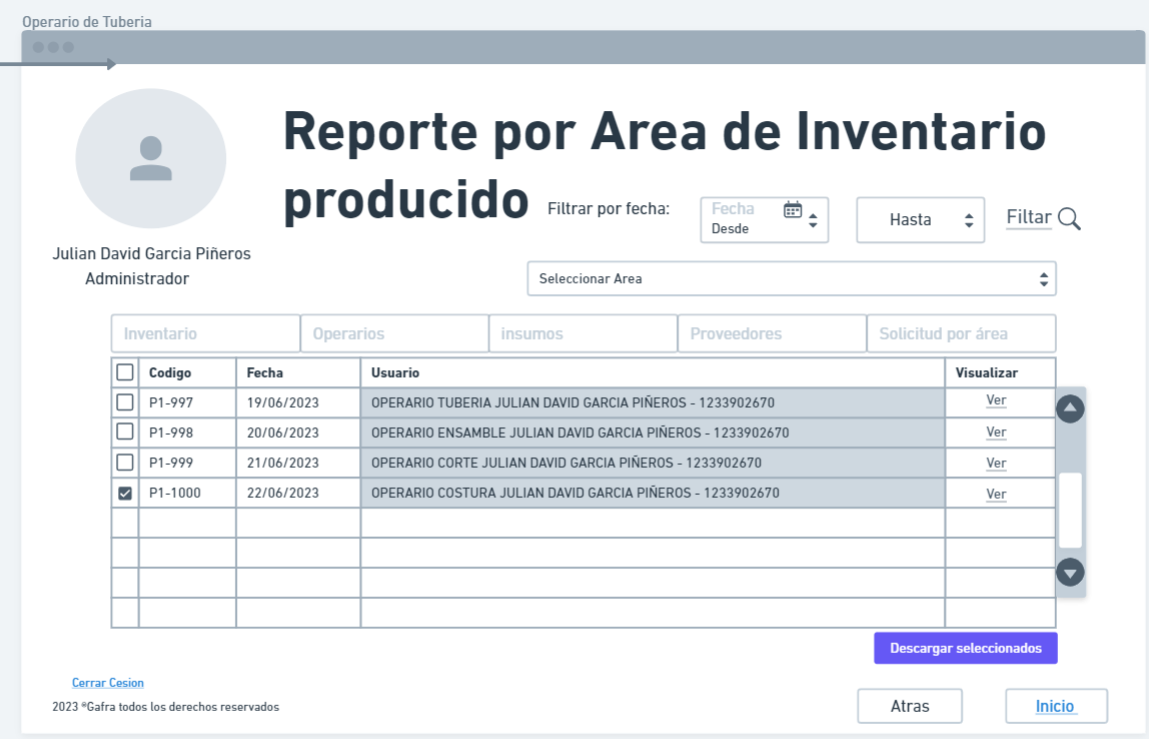 Operario de Tuberia
Reporte por Area de Inventario
producido
Filtrar por fecha:
Fecha
Desde
Hasta
Filtar
Julian David Garcia Piñeros
Administrador
Seleccionar Area
Inventario Operarios insumos Proveedores Solicitud por área
Codigo Fecha Usuario Visualizar
P1-997 19/06/2023 OPERARIO TUBERIA JULIAN DAVID GARCIA PIÑEROS - 1233902670 Ver
P1-998 20/06/2023 OPERARIO ENSAMBLE JULIAN DAVID GARCIA PIÑEROS - 1233902670 Ver
P1-999 21/06/2023 OPERARIO CORTE JULIAN DAVID GARCIA PIÑEROS - 1233902670 Ver
P1-1000 22/06/2023 OPERARIO COSTURA JULIAN DAVID GARCIA PIÑEROS - 1233902670 Ver
Descargar seleccionados
Cerrar Cesion
2023 *Gafra todos los derechos reservados
Atras
Inicio